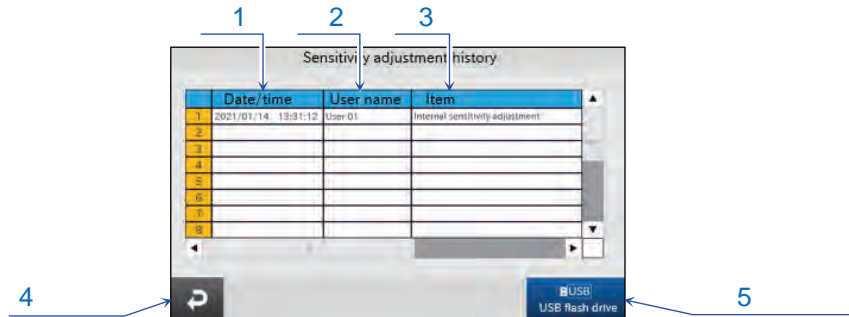 1 2 3
Sensitivity adjustment history
Date/time User name Item
1 2021/01/14 13:31:12 User 01 Internal sensitivity adjustment
2
3
4
5
6
7
8
4
USB
USB flash drive
5